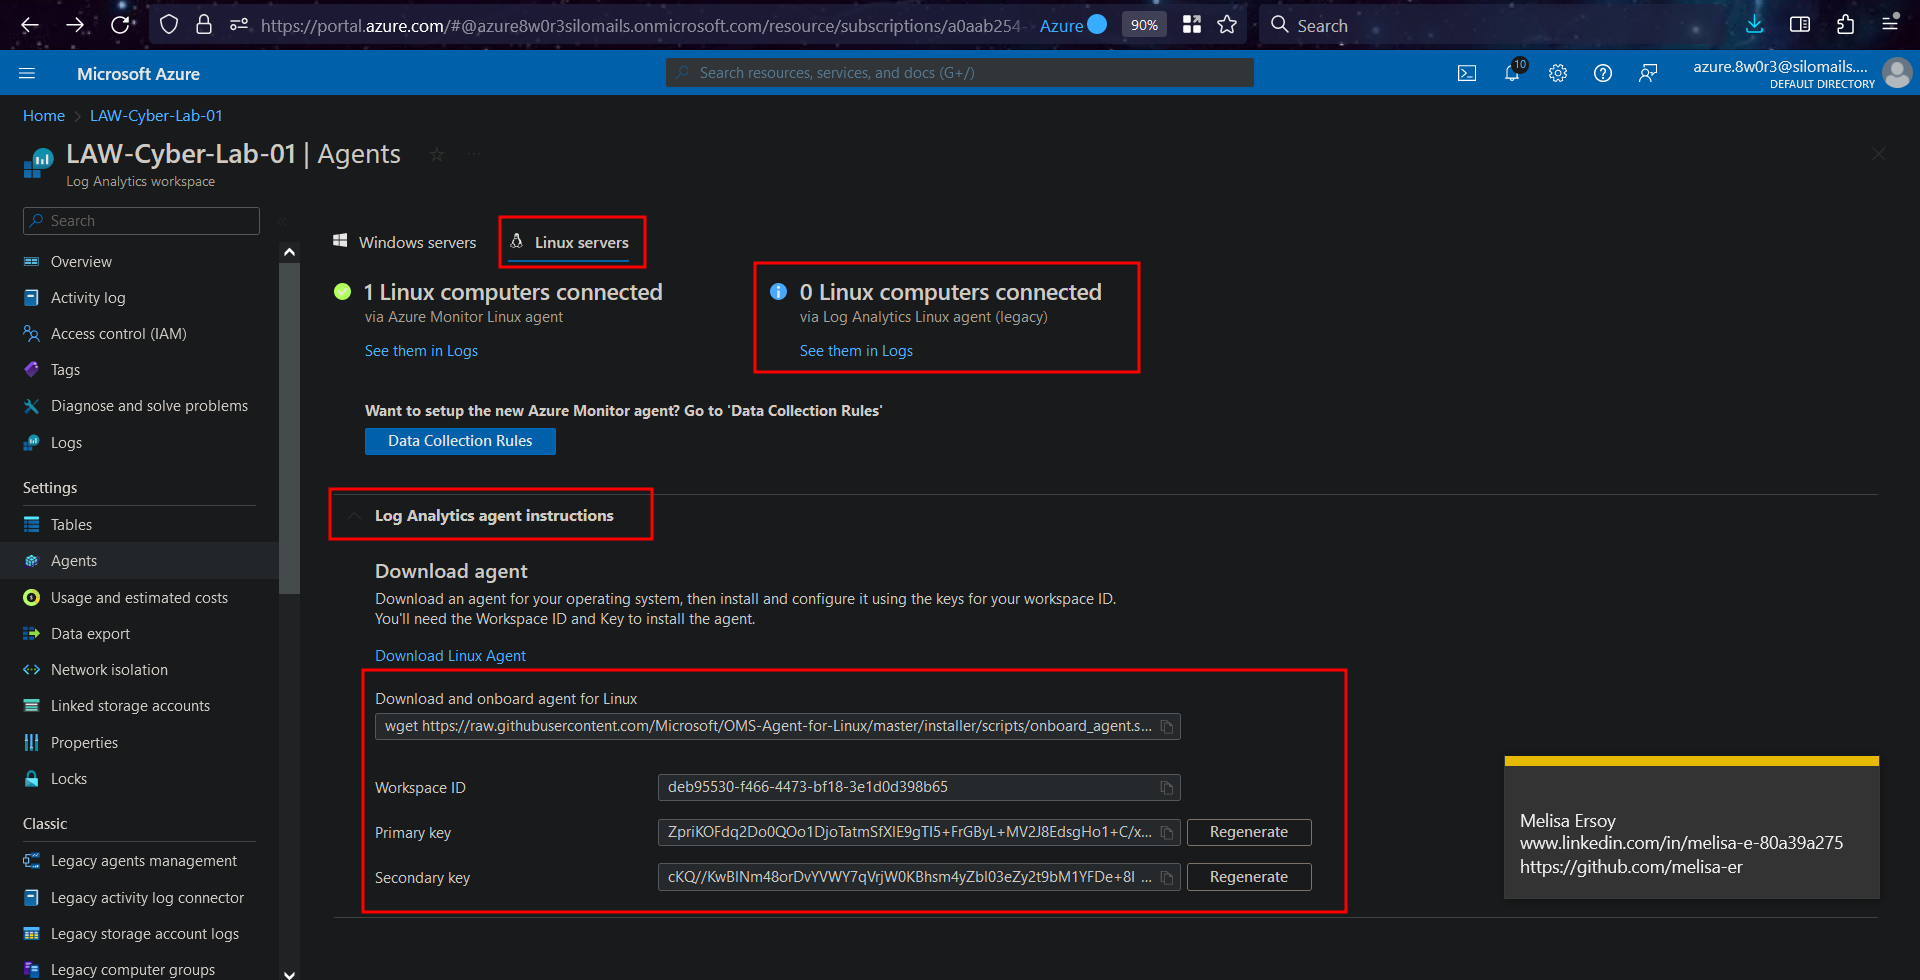 https://portal.azure.com/#@azure8w0r3silomails.onmicrosoft.com/resource/subscriptions/a0aab254- Azure 90% Search
Microsoft Azure
Search resources, services, and docs (G+/)
10
azure.8w0r3@silomails....
DEFAULT DIRECTORY
Home > LAW-Cyber-Lab-01
LAW-Cyber-Lab-01 | Agents
Log Analytics workspace
Search
Overview
Activity log
Access control (IAM)
Tags
Diagnose and solve problems
Logs
Settings
Tables
Agents
Usage and estimated costs
Data export
Network isolation
Linked storage accounts
Properties
Locks
Classic
Legacy agents management
Legacy activity log connector
Legacy storage account logs
Legacy computer groups
Windows servers
Linux servers
1 Linux computers connected
via Azure Monitor Linux agent
See them in Logs
0 Linux computers connected
via Log Analytics Linux agent (legacy)
See them in Logs
Want to setup the new Azure Monitor agent? Go to 'Data Collection Rules'
Data Collection Rules
Log Analytics agent instructions
Download agent
Download an agent for your operating system, then install and configure it using the keys for your workspace ID.
You'll need the Workspace ID and Key to install the agent.
Download Linux Agent
Download and onboard agent for Linux
wget https://raw.githubusercontent.com/Microsoft/OMS-Agent-for-Linux/master/installer/scripts/onboard_agent.s...
Workspace ID
deb95530-f466-4473-bf18-3e1d0d398b65
Primary key
ZpriKOFdq2Do0QOo1DjoTatmSfXIE9gTI5+FrGByL+MV2J8EdsgHo1+C/x...
Regenerate
Secondary key
cKQ//KwBINm48orDvYVWY7qVrjW0KBhsm4yZbl03eZy2t9bM1YFDe+8I ...
Regenerate
Melisa Ersoy
www.linkedin.com/in/melisa-e-80a39a275
https://github.com/melisa-er